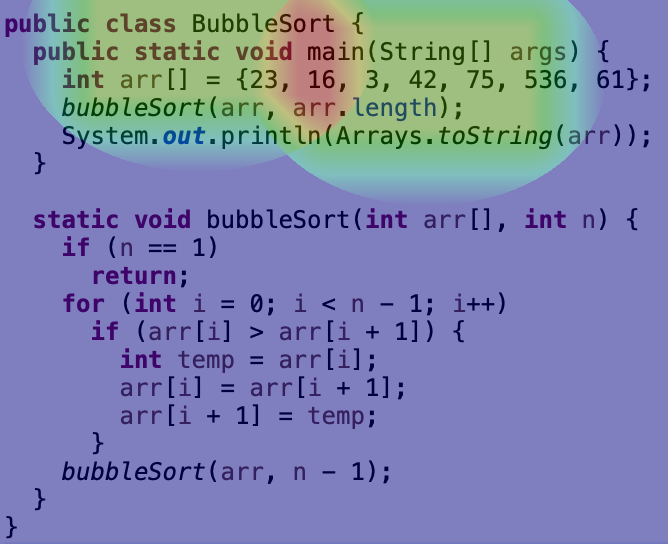 public class BubbleSort {
  public static void main(String[] args) {
    int arr[] = {23, 16, 3, 42, 75, 536, 61};
    bubbleSort(arr, arr.length);
    System.out.println(Arrays.toString(arr));
  }

  static void bubbleSort(int arr[], int n) {
    if (n == 1)
      return;
    for (int i = 0; i < n - 1; i++)
      if (arr[i] > arr[i + 1]) {
        int temp = arr[i];
        arr[i] = arr[i + 1];
        arr[i + 1] = temp;
      }
    bubbleSort(arr, n - 1);
  }
}